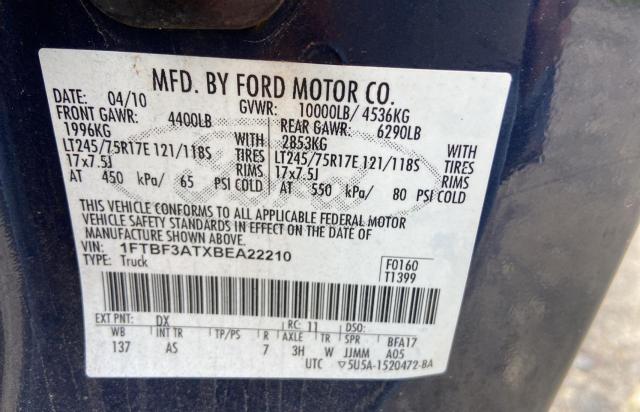 MFD. BY FORD MOTOR CO.
DATE: 04/10 GVWR: 10000LB/ 4536KG
FRONT GAWR: 4400LB REAR GAWR: 6290LB
1996KG WITH 2853KG WITH
LT245/75R17E 121/118S TIRES LT245/75R17E 121/118S TIRES
17x7.5J RIMS 17x7.5J RIMS
AT 450 kPa/ 65 PSI COLD AT 550 kPa/ 80 PSI COLD
THIS VEHICLE CONFORMS TO ALL APPLICABLE FEDERAL MOTOR
VEHICLE SAFETY STANDARDS IN EFFECT ON THE DATE OF
MANUFACTURE SHOWN ABOVE.
VIN: 1FTBF3ATXBEA22210
TYPE: Truck F0160
T1399
EXT PNT: DX RC: 11 DSO:
WB INT TR TP/PS R AXLE TR SPR BFA17
137 AS 7 3H W JJMM A05
UTC ▽5U5A-1520472-BA